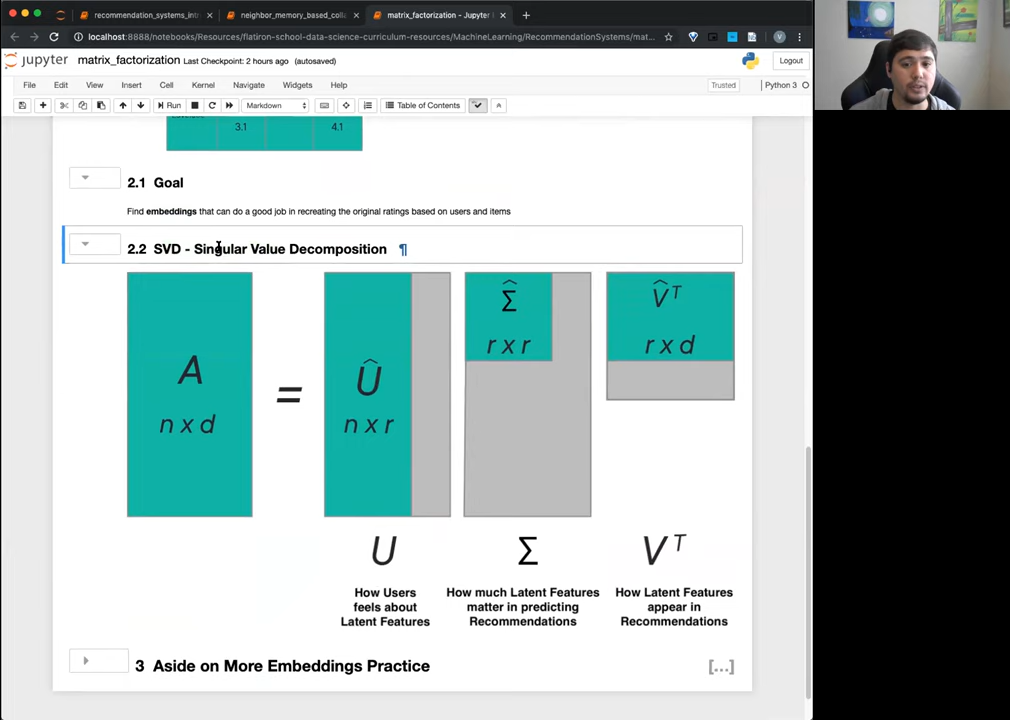 recommendation_systems_int
neighbor_memory_based_colla
matrix_factorization - Jupyter
localhost:8888/notebooks/Resources/flatiron-school-data-science-curriculum-resources/MachineLearning/RecommendationSystems/mat...
jupyter matrix_factorization Last Checkpoint: 2 hours ago (autosaved)
Logout
File Edit View Insert Cell Kernel Navigate Widgets Help
Trusted
Python 3
Run
Markdown
Table of Contents
3.1 4.1
2.1 Goal
Find embeddings that can do a good job in recreating the original ratings based on users and items
2.2 SVD - Singular Value Decomposition ¶
A
n x d
=
Û
n x r
Σ̂
r x r
V̂ᵀ
r x d
U
How Users
feels about
Latent Features
Σ
How much Latent Features
matter in predicting
Recommendations
Vᵀ
How Latent Features
appear in
Recommendations
3 Aside on More Embeddings Practice
[...]